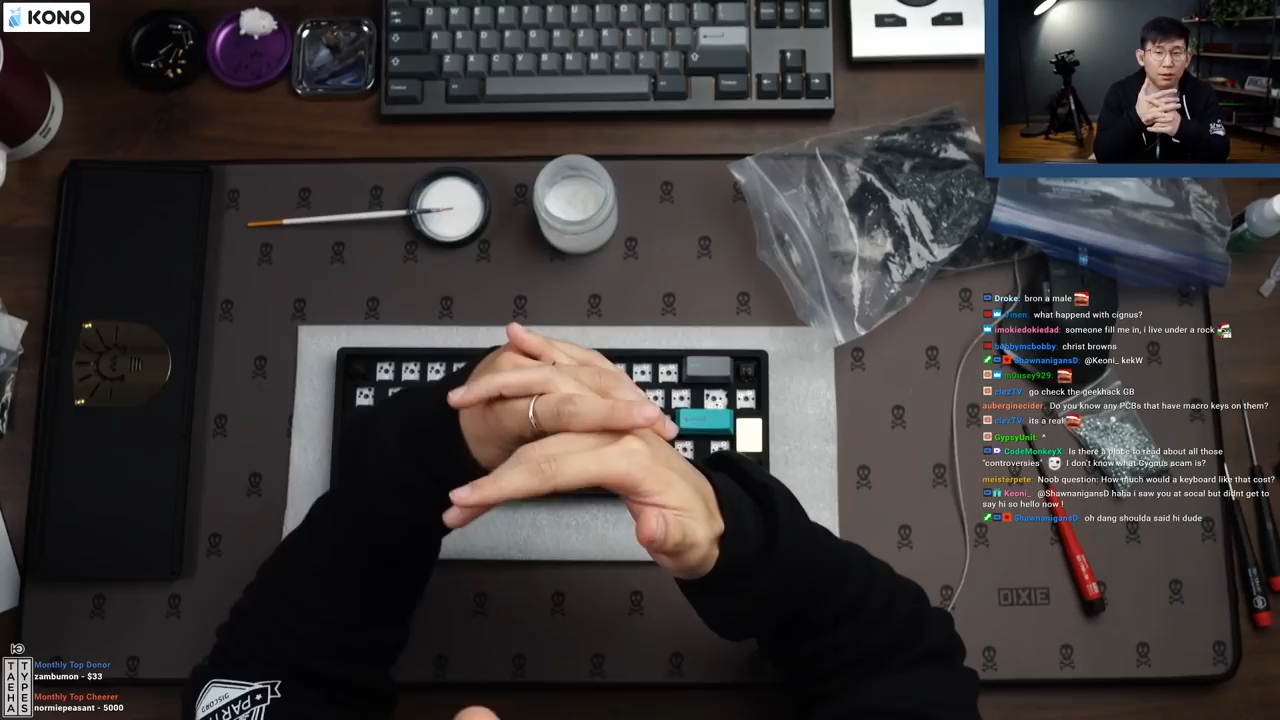 KONO
Droke: bron a male
Vinen: what happend with cignus?
imokiedokiedad: someone fill me in, i live under a rock
bobbymcbobby: christ browns
ShawnanigansD: @Keoni_ kekW
m0usey929:
clezTV: go check the geekhack GB
auberginecider: Do you know any PCBs that have macro keys on them?
clezTV: its a real
GypsyUnit: ^
CodeMonkeyX: Is there a place to read about all those
"controversies" I don't know what Cygnus scam is?
meisterpete: Noob question: How much would a keyboard like that cost?
Keoni_: @ShawnanigansD haha i saw you at socal but didnt get to
say hi so hello now !
ShawnanigansD: oh dang shoulda said hi dude
DIXIE
TAEHA
TYPES
Monthly Top Donor
zambumon - $33
Monthly Top Cheerer
normiepeasant - 5000